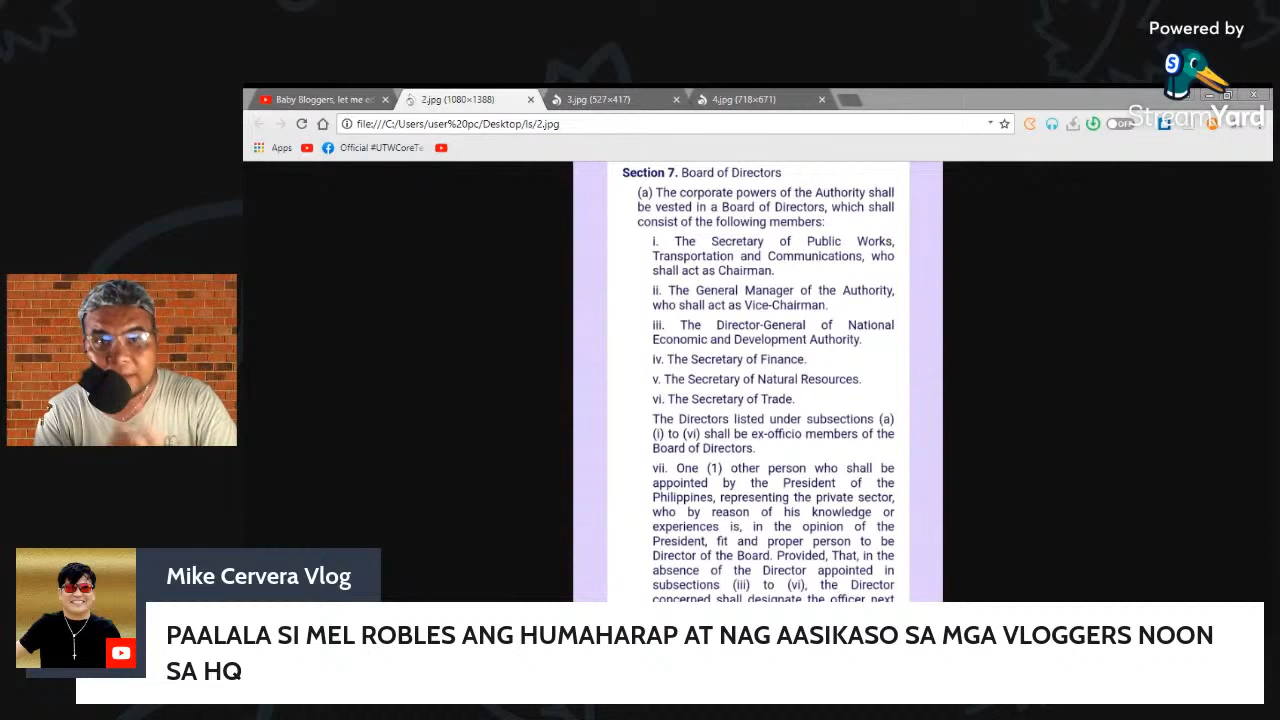 Powered by
StreamYard
Baby Bloggers, let me ed
2.jpg (1080×1388)
3.jpg (527×417)
4.jpg (718×671)
file:///C:/Users/user%20pc/Desktop/ls/2.jpg
OFF
Apps
Official #UTWCoreTe
Section 7. Board of Directors
(a) The corporate powers of the Authority shall
be vested in a Board of Directors, which shall
consist of the following members:
i. The Secretary of Public Works,
Transportation and Communications, who
shall act as Chairman.
ii. The General Manager of the Authority,
who shall act as Vice-Chairman.
iii. The Director-General of National
Economic and Development Authority.
iv. The Secretary of Finance.
v. The Secretary of Natural Resources.
vi. The Secretary of Trade.
The Directors listed under subsections (a)
(i) to (vi) shall be ex-officio members of the
Board of Directors.
vii. One (1) other person who shall be
appointed by the President of the
Philippines, representing the private sector,
who by reason of his knowledge or
experiences is, in the opinion of the
President, fit and proper person to be
Director of the Board. Provided, That, in the
absence of the Director appointed in
subsections (iii) to (vi), the Director
concerned shall designate the officer next
Mike Cervera Vlog
PAALALA SI MEL ROBLES ANG HUMAHARAP AT NAG AASIKASO SA MGA VLOGGERS NOON
SA HQ